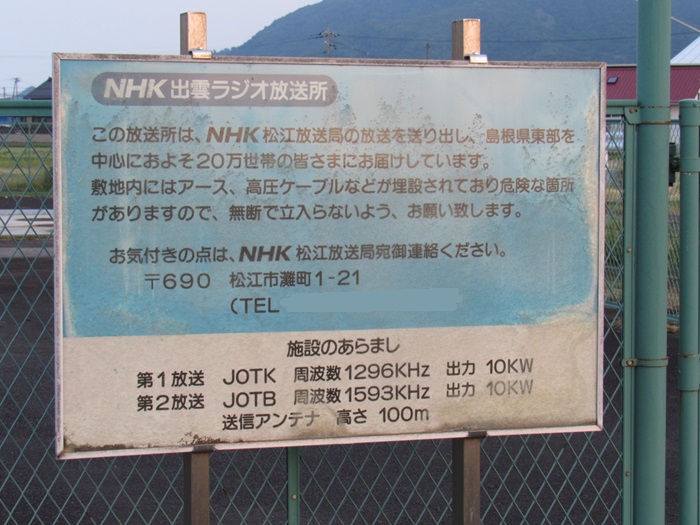 NHK 出雲ラジオ放送所
この放送所は、NHK 松江放送局の放送を送り出し、島根県東部を
中心におよそ20万世帯の皆さまにお届けしています。
敷地内にはアース、高圧ケーブルなどが埋設されており危険な箇所
がありますので、無断で立入らないよう、お願い致します。
お気付きの点は、NHK 松江放送局宛御連絡ください。
〒690 松江市灘町1-21
(TEL
施設のあらまし
第1放送 JOTK 周波数1296KHz 出力 10KW
第2放送 JOTB 周波数1593KHz 出力 10KW
送信アンテナ 高さ 100m